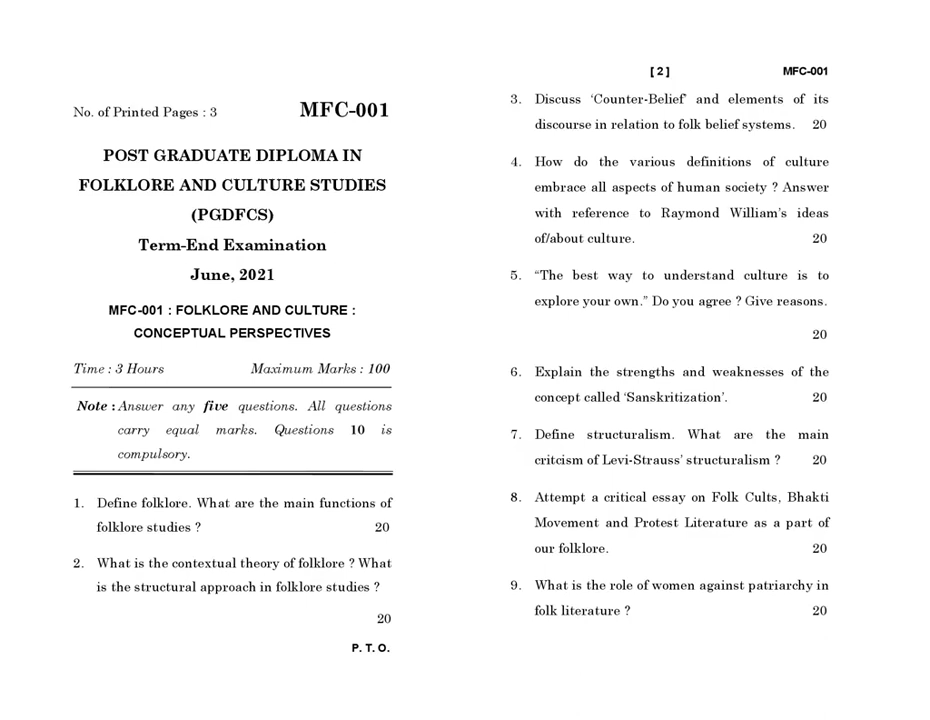 No. of Printed Pages : 3 MFC-001
POST GRADUATE DIPLOMA IN
FOLKLORE AND CULTURE STUDIES
(PGDFCS)
Term-End Examination
June, 2021
MFC-001 : FOLKLORE AND CULTURE :
CONCEPTUAL PERSPECTIVES
Time : 3 Hours Maximum Marks : 100
Note : Answer any five questions. All questions
carry equal marks. Questions 10 is
compulsory.
1. Define folklore. What are the main functions of
folklore studies ? 20
2. What is the contextual theory of folklore ? What
is the structural approach in folklore studies ?
20
P. T. O.
[ 2 ] MFC-001
3. Discuss ‘Counter-Belief’ and elements of its
discourse in relation to folk belief systems. 20
4. How do the various definitions of culture
embrace all aspects of human society ? Answer
with reference to Raymond William’s ideas
of/about culture. 20
5. “The best way to understand culture is to
explore your own.” Do you agree ? Give reasons.
20
6. Explain the strengths and weaknesses of the
concept called ‘Sanskritization’. 20
7. Define structuralism. What are the main
critcism of Levi-Strauss’ structuralism ? 20
8. Attempt a critical essay on Folk Cults, Bhakti
Movement and Protest Literature as a part of
our folklore. 20
9. What is the role of women against patriarchy in
folk literature ? 20